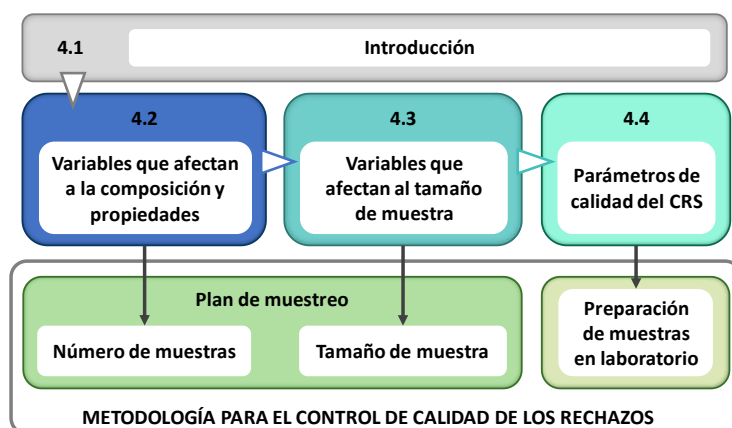 4.1
Introducción
4.2
Variables que afectan
a la composición y
propiedades
4.3
Variables que
afectan al tamaño
de muestra
4.4
Parámetros de
calidad del CRS
Plan de muestreo
Número de muestras
Tamaño de muestra
Preparación
de muestras
en laboratorio
METODOLOGÍA PARA EL CONTROL DE CALIDAD DE LOS RECHAZOS